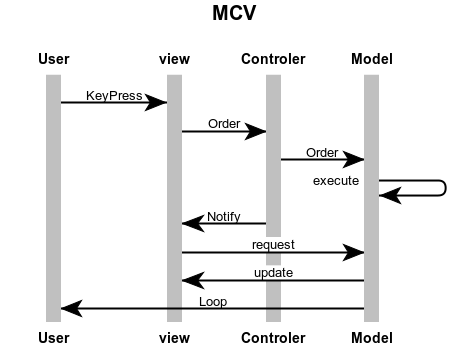 MCV
User view Controler Model
KeyPress
Order
Order
execute
Notify
request
update
Loop
User view Controler Model